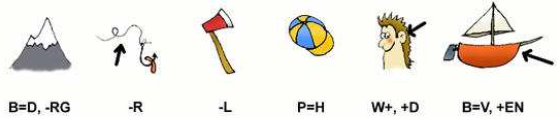 B=D, -RG -R -L P=H W+, +D B=V, +EN